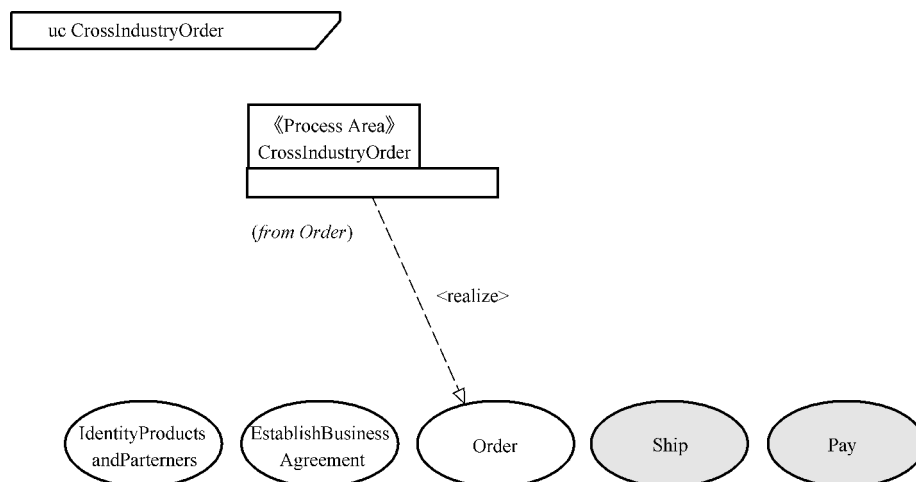 uc CrossIndustryOrder
《Process Area》
CrossIndustryOrder
(from Order)
<realize>
IdentityProducts
andParterners
EstablishBusiness
Agreement
Order
Ship
Pay